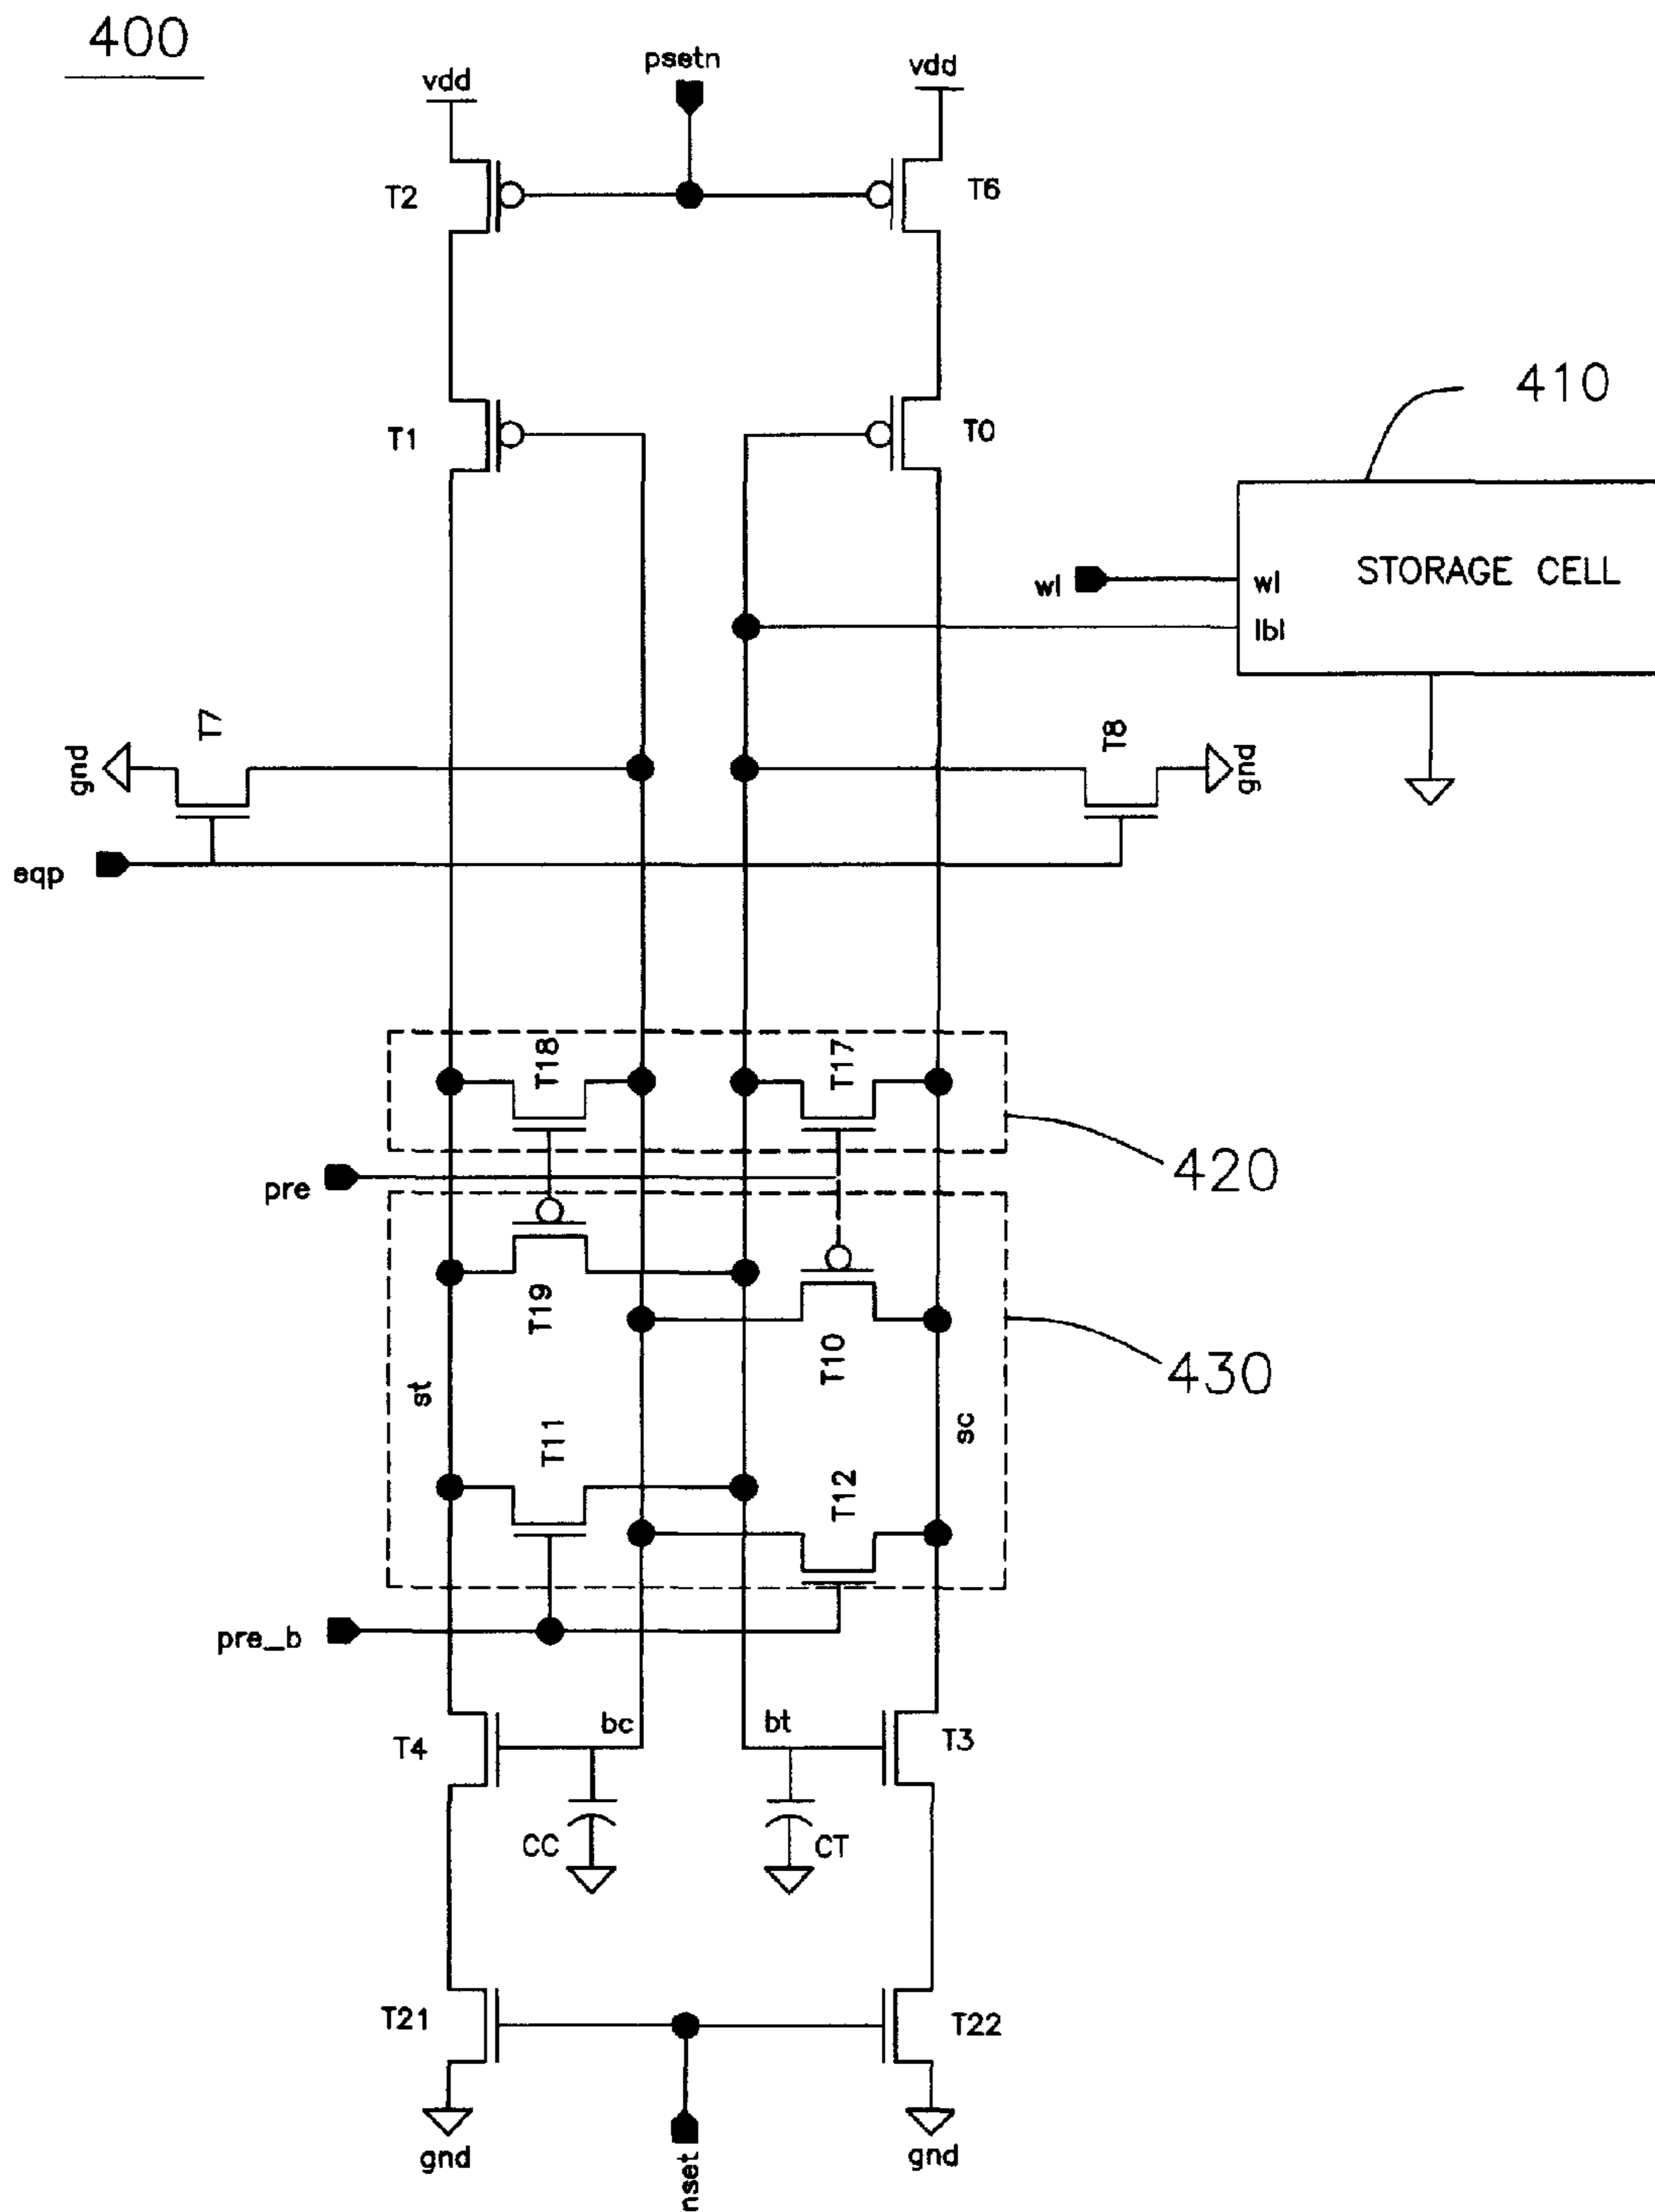 400
psetn
vdd
vdd
T2
T6
410
T1
T0
STORAGE CELL
wl
wl
lbl
T7
T8
gnd
gnd
eqp
T18
T17
420
pre
T19
T10
430
st
sc
T11
T12
pre_b
bc
bt
T4
T3
CC
CT
T21
T22
gnd
gnd
nset